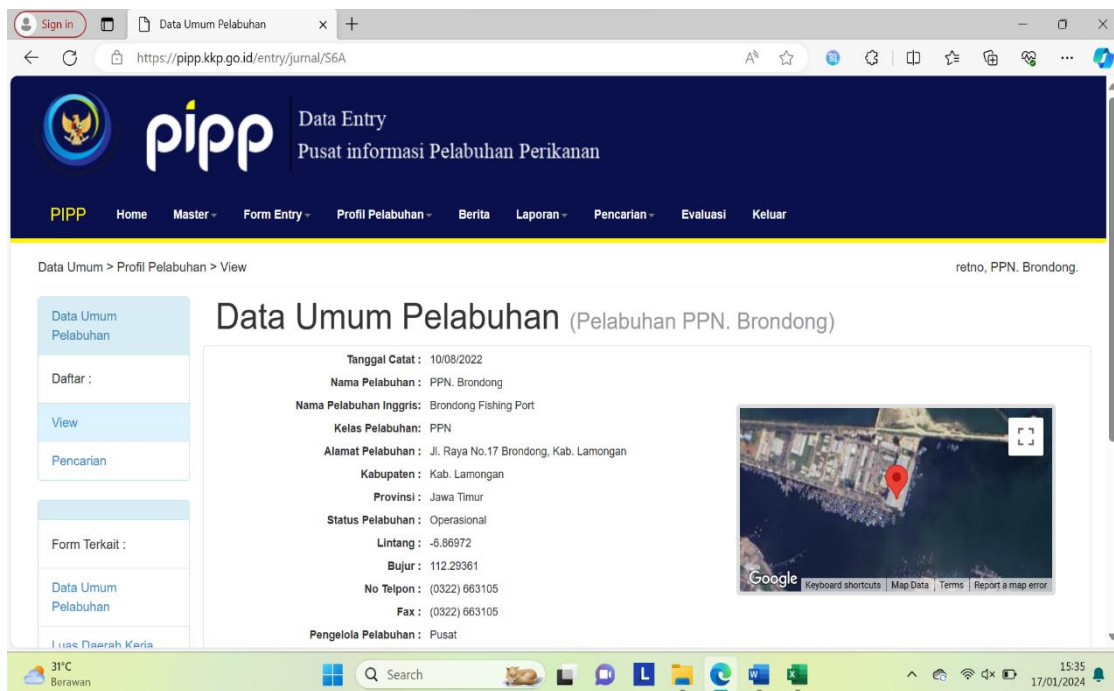 Sign in
Data Umum Pelabuhan
https://pipp.kkp.go.id/entry/jurnal/S6A
pipp
Data Entry
Pusat informasi Pelabuhan Perikanan
PIPP Home Master Form Entry Profil Pelabuhan Berita Laporan Pencarian Evaluasi Keluar
Data Umum > Profil Pelabuhan > View
retno, PPN. Brondong.
Data Umum
Pelabuhan
Daftar :
View
Pencarian
Form Terkait :
Data Umum
Pelabuhan
Luas Daerah Kerja
Data Umum Pelabuhan (Pelabuhan PPN. Brondong)
Tanggal Catat : 10/08/2022
Nama Pelabuhan : PPN. Brondong
Nama Pelabuhan Inggris: Brondong Fishing Port
Kelas Pelabuhan: PPN
Alamat Pelabuhan : Jl. Raya No.17 Brondong, Kab. Lamongan
Kabupaten : Kab. Lamongan
Provinsi : Jawa Timur
Status Pelabuhan : Operasional
Lintang : -6.86972
Bujur : 112.29361
No Telpon : (0322) 663105
Fax : (0322) 663105
Pengelola Pelabuhan : Pusat
Google
Keyboard shortcuts Map Data Terms Report a map error
31°C
Berawan
Search
15:35
17/01/2024